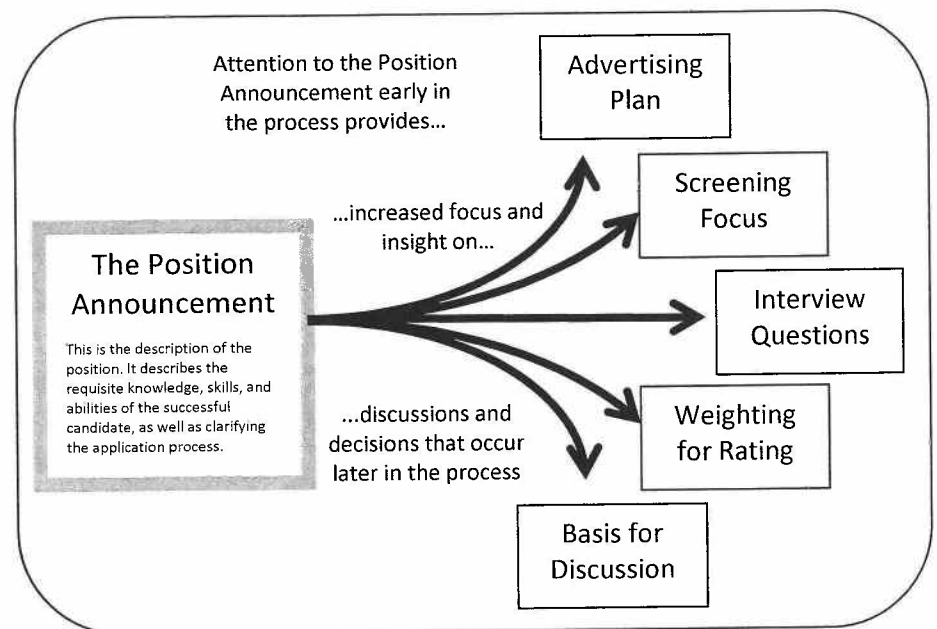 Attention to the Position
Announcement early in
the process provides...
Advertising
Plan
...increased focus and
insight on...
Screening
Focus
The Position
Announcement
This is the description of the
position. It describes the
requisite knowledge, skills, and
abilities of the successful
candidate, as well as clarifying
the application process.
Interview
Questions
...discussions and
decisions that occur
later in the process
Weighting
for Rating
Basis for
Discussion